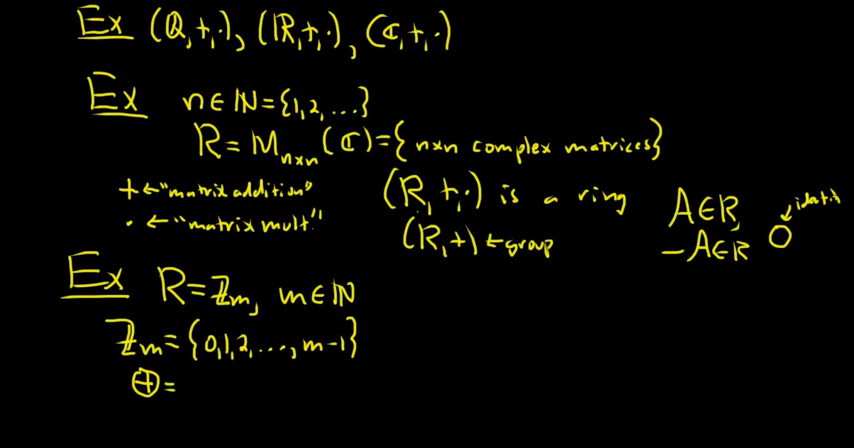 Ex (ℚ,+,·), (ℝ,+,·), (ℂ,+,·)
Ex n∈ℕ={1,2,...}
R=M_{n×n}(ℂ)={n×n complex matrices}
+←"matrix addition"
·←"matrix mult"
(R,+,·) is a ring
(R,+)←group
A∈R,
-A∈R
0
Ex R=ℤ_m, m∈ℕ
ℤ_m={0,1,2,...,m-1}
⊕=